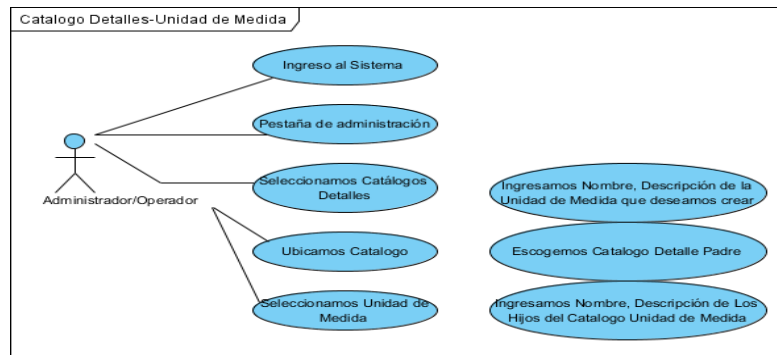 Catalogo Detalles-Unidad de Medida
Ingreso al Sistema
Pestaña de administración
Seleccionamos Catálogos
Detalles
Administrador/Operador
Ubicamos Catalogo
Seleccionamos Unidad de
Medida
Ingresamos Nombre, Descripción de la
Unidad de Medida que deseamos crear
Escogemos Catalogo Detalle Padre
Ingresamos Nombre, Descripción de Los
Hijos del Catalogo Unidad de Medida